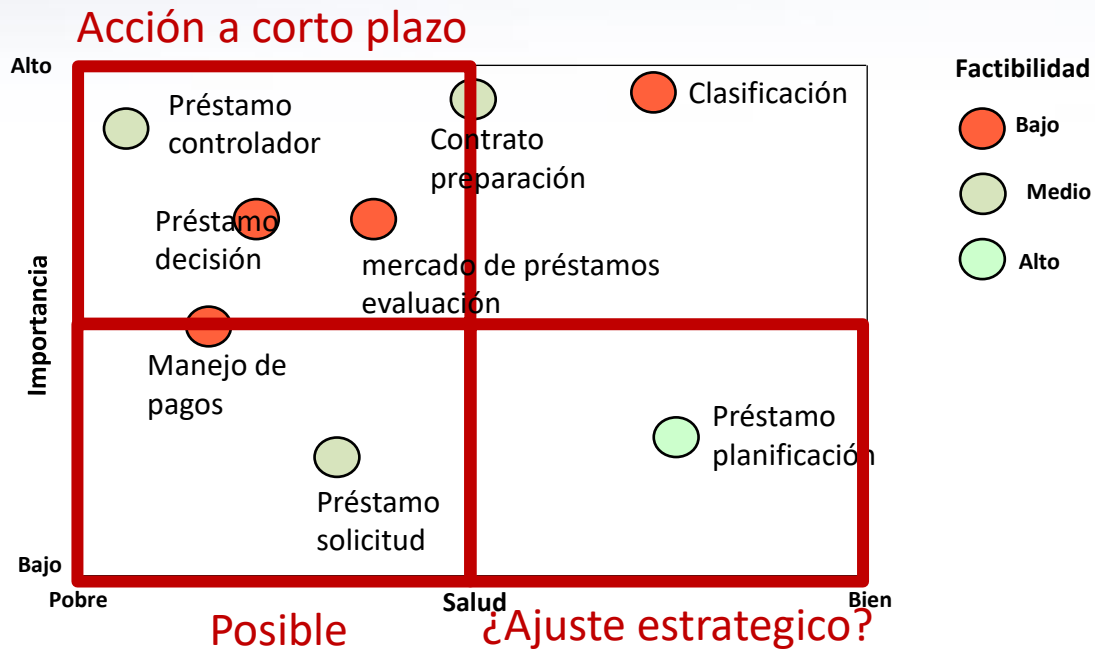 Acción a corto plazo
Alto
Factibilidad
Préstamo
controlador
Contrato
preparación
Clasificación
Bajo
Medio
Alto
Préstamo
decisión
mercado de préstamos
evaluación
Importancia
Manejo de
pagos
Préstamo
planificación
Préstamo
solicitud
Bajo
Pobre
Salud
Bien
Posible
¿Ajuste estrategico?